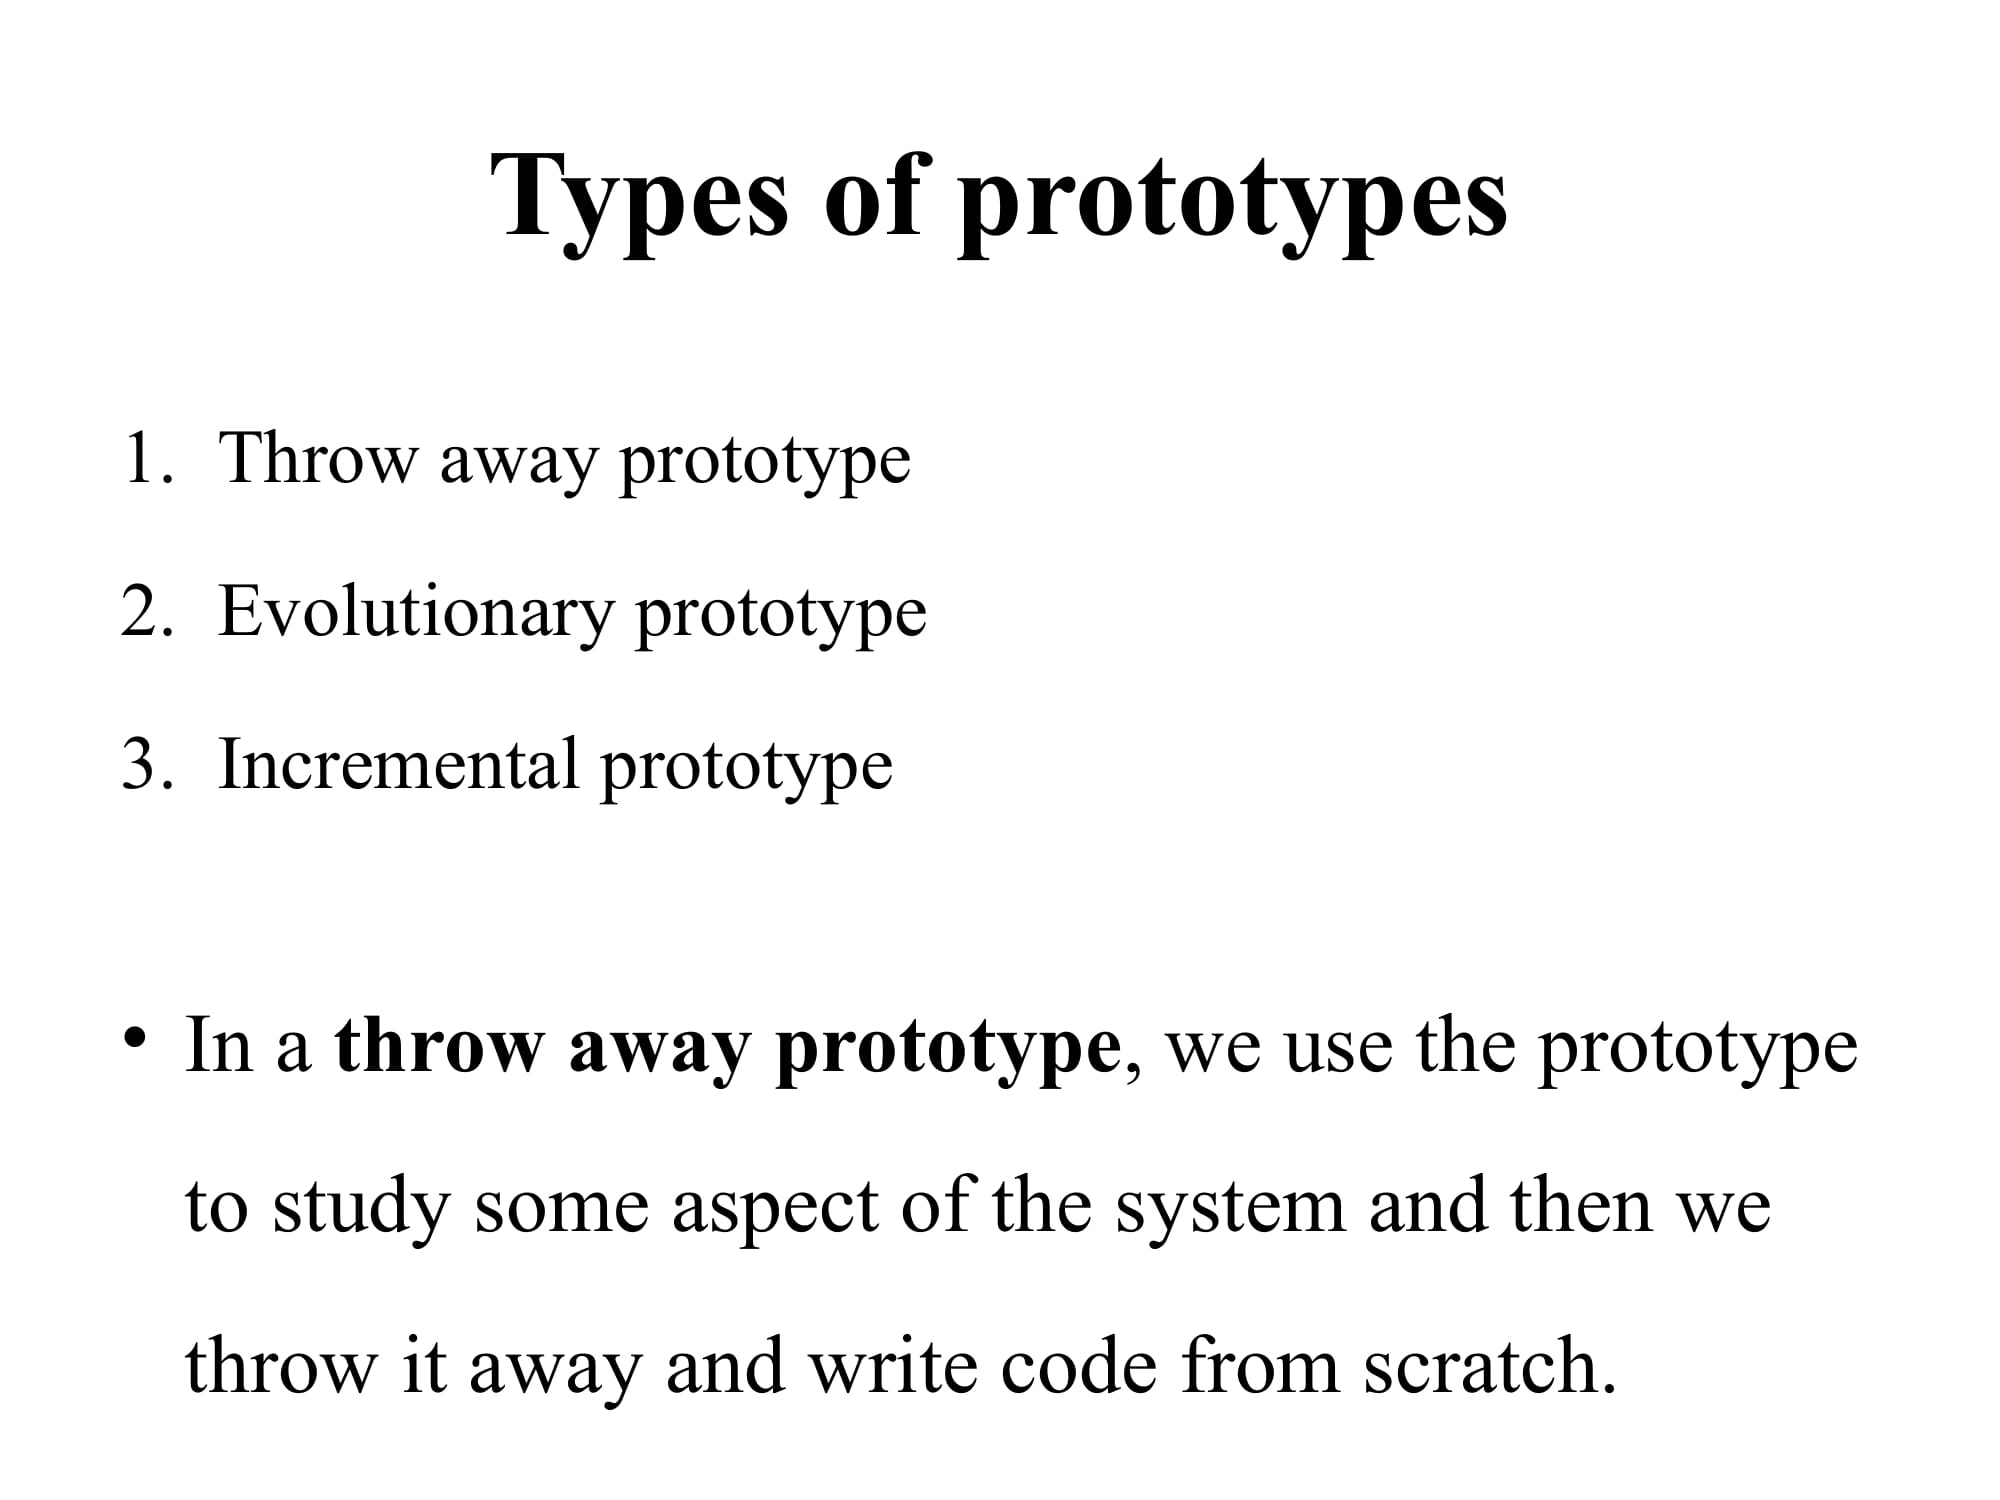 Types of prototypes
1. Throw away prototype
2. Evolutionary prototype
3. Incremental prototype
• In a throw away prototype, we use the prototype
to study some aspect of the system and then we
throw it away and write code from scratch.